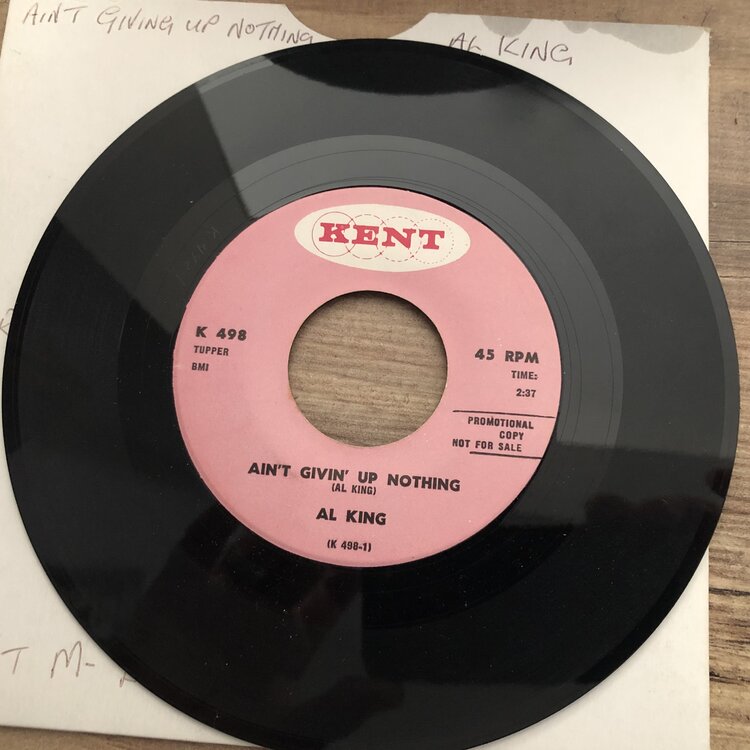 AIN'T GIVING UP NOTHING
AL KING
KENT
K 498
TUPPER
BMI
45 RPM
TIME:
2:37
PROMOTIONAL
COPY
NOT FOR SALE
AIN'T GIVIN' UP NOTHING
(AL KING)
AL KING
(K 498-1)
T M-